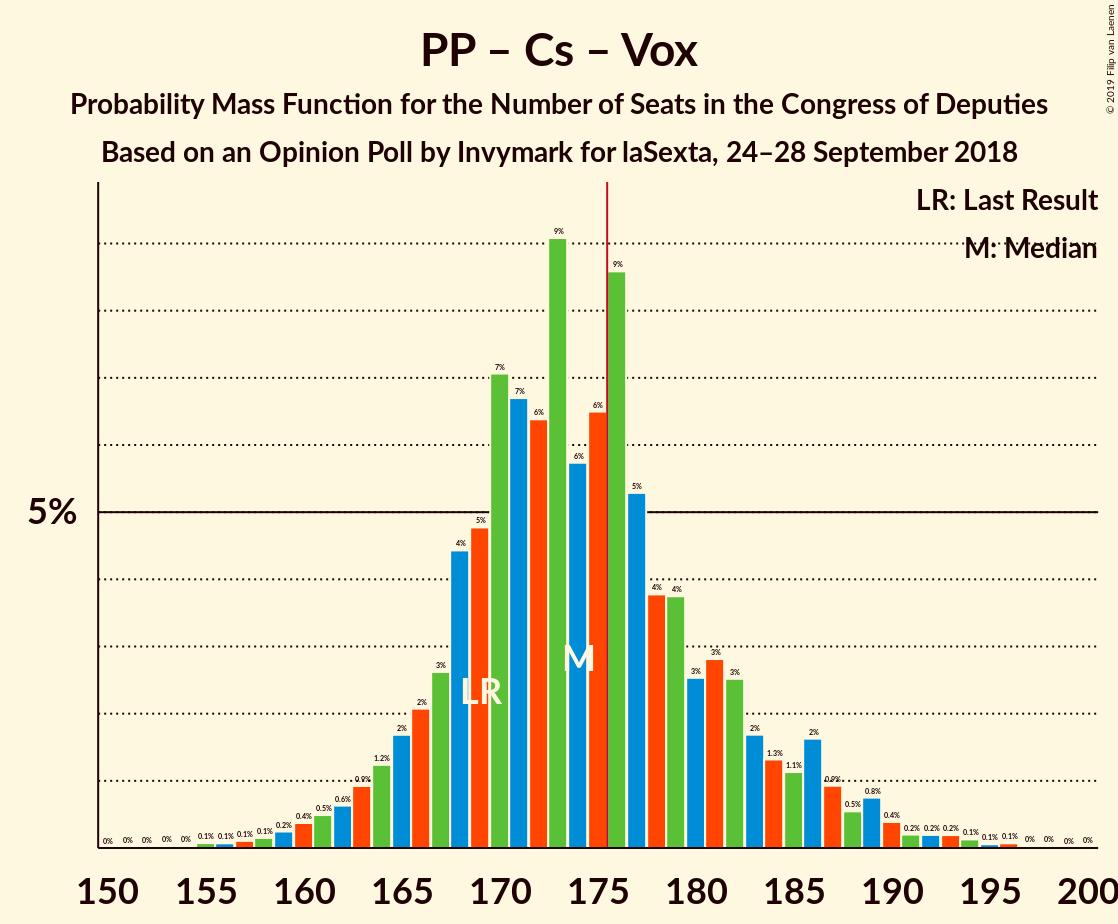 PP – Cs – Vox
Probability Mass Function for the Number of Seats in the Congress of Deputies
Based on an Opinion Poll by Invymark for laSexta, 24–28 September 2018
© 2019 Filip van Laenen
LR: Last Result
M: Median
5%
0% 0% 0% 0% 0% 0.1% 0.1% 0.1% 0.1% 0.2% 0.4% 0.5% 0.6% 0.9% 1.2% 2% 2% 3% 4% 5% 7% 7% 6% 9% 6% 6% 9% 5% 4% 4% 3% 3% 3% 2% 1.3% 1.1% 2% 0.9% 0.5% 0.8% 0.4% 0.2% 0.2% 0.2% 0.1% 0.1% 0.1% 0% 0% 0% 0%
M
LR
150 155 160 165 170 175 180 185 190 195 200